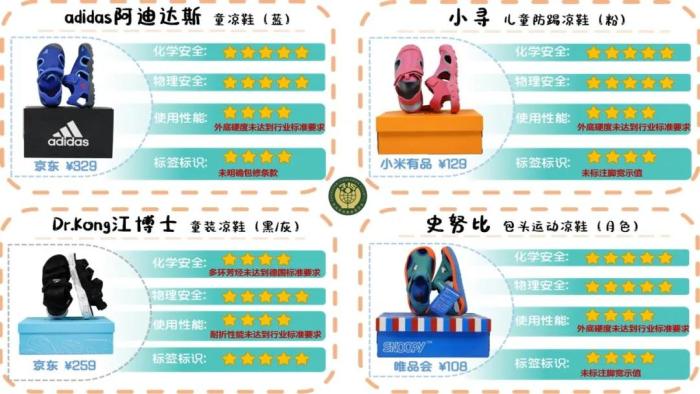 adidas阿迪达斯 童凉鞋（蓝）
化学安全:
物理安全:
使用性能:
外底硬度未达到行业标准要求
标签标识:
未明确包修条款
adidas
京东 ¥329
小寻 儿童防踢凉鞋（粉）
化学安全:
物理安全:
使用性能:
外底硬度未达到行业标准要求
标签标识:
未标注脚宽示值
小米有品 ¥129
Dr.Kong江博士 童装凉鞋（黑/灰）
化学安全:
多环芳烃未达到德国标准要求
物理安全:
使用性能:
耐折性能未达到行业标准要求
标签标识:
京东 ¥259
史努比 包头运动凉鞋（月色）
化学安全:
物理安全:
使用性能:
外底硬度未达到行业标准要求
标签标识:
未标注脚宽示值
SNOOPY
唯品会 ¥108